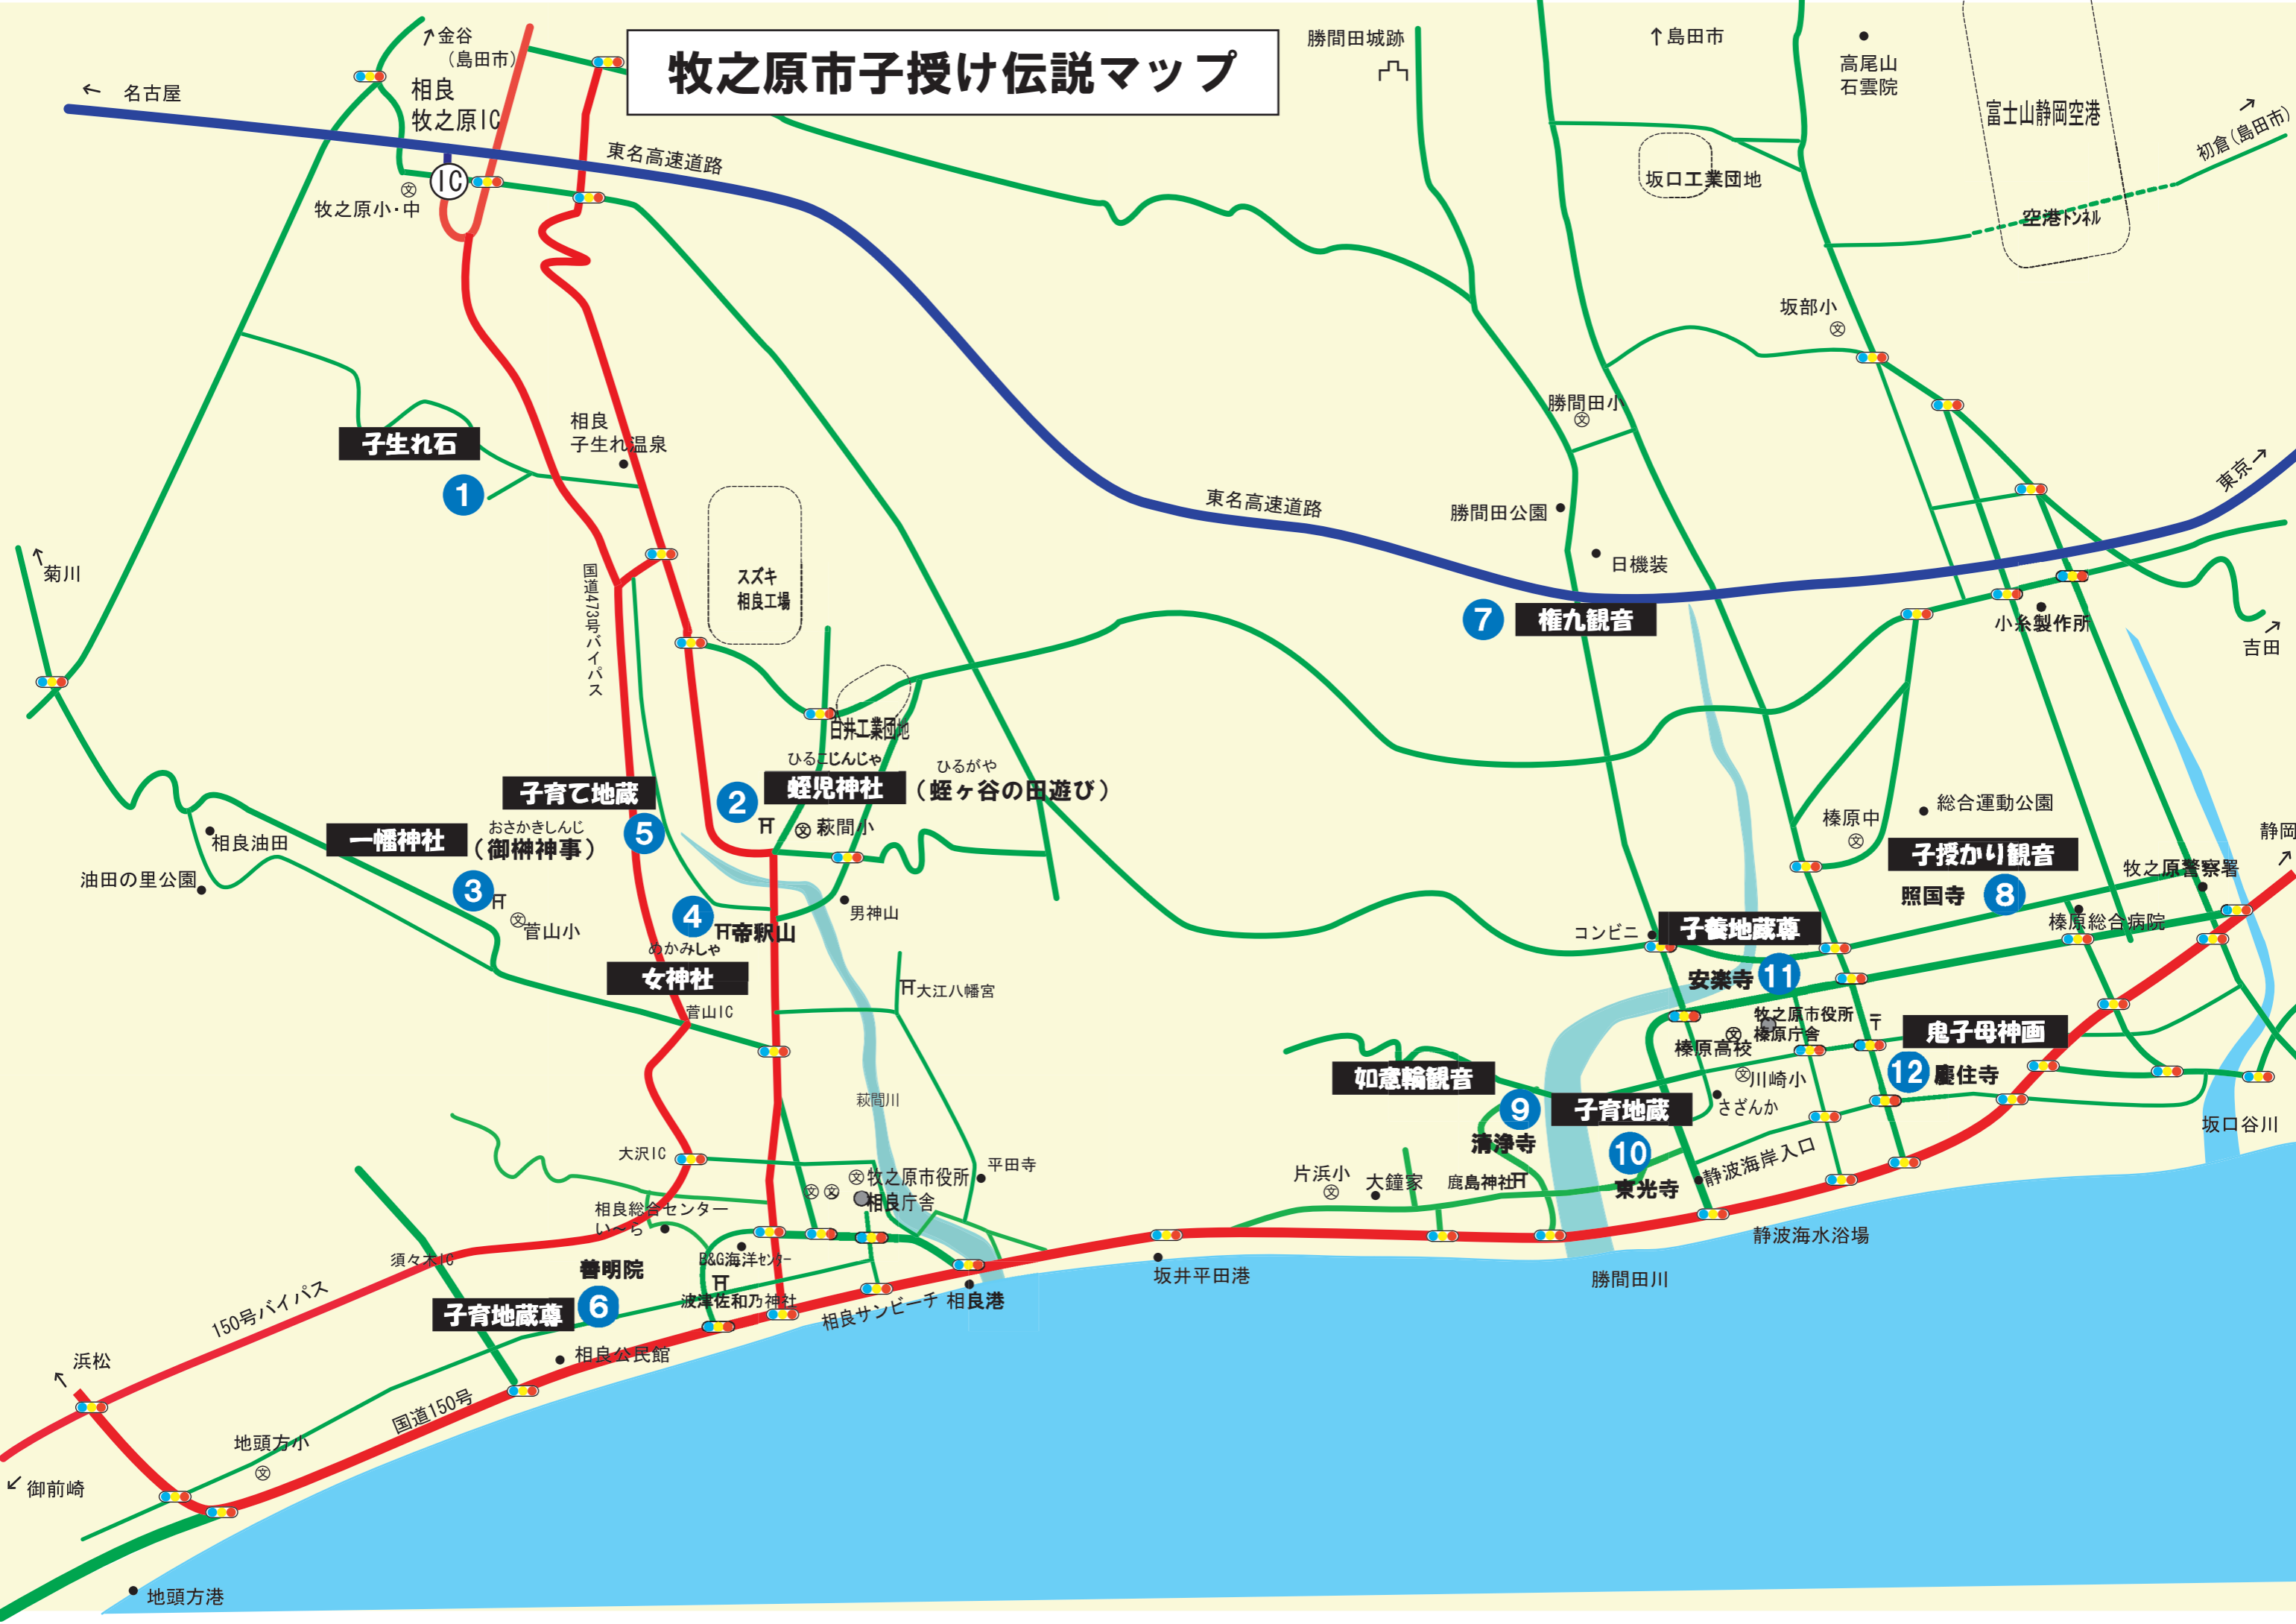 牧之原市子授け伝説マップ
↗金谷
（島田市）
← 名古屋
相良
牧之原IC
IC
文
牧之原小・中
東名高速道路
勝間田城跡
↑島田市
高尾山
石雲院
富士山静岡空港
初倉（島田市）→
坂口工業団地
空港トンネル
坂部小
文
勝間田小
文
相良
子生れ温泉
子生れ石
1
東名高速道路
勝間田公園
日機装
東京→
菊川
国道473号バイパス
スズキ
相良工場
7
権九観音
小糸製作所
吉田
白井工業団地
ひるこじんじゃ
ひるがや
子育て地蔵
2
蛭児神社
（蛭ヶ谷の田遊び）
5
文 萩間小
総合運動公園
榛原中
文
静岡
相良油田
おさかきしんじ
一幡神社
（御榊神事）
油田の里公園
3
文
菅山小
子授かり観音
牧之原警察署
照国寺
8
4
帝釈山
男神山
めかみしゃ
女神社
コンビニ
子養地蔵尊
榛原総合病院
安楽寺
11
大江八幡宮
菅山IC
牧之原市役所
榛原庁舎
文
〒
榛原高校
鬼子母神画
如意輪観音
文
川崎小
12
慶住寺
萩間川
9
子育地蔵
さざんか
坂口谷川
清浄寺
大沢IC
10
静波海岸入口
文 文
文
牧之原市役所
相良庁舎
平田寺
片浜小
文
大鐘家
鹿島神社
東光寺
相良総合センター
い〜ら
須々木IC
善明院
B&G海洋センター
静波海水浴場
坂井平田港
勝間田川
子育地蔵尊
6
波津佐和乃神社
相良サンビーチ
相良港
150号バイパス
相良公民館
浜松
国道150号
地頭方小
文
御前崎
地頭方港